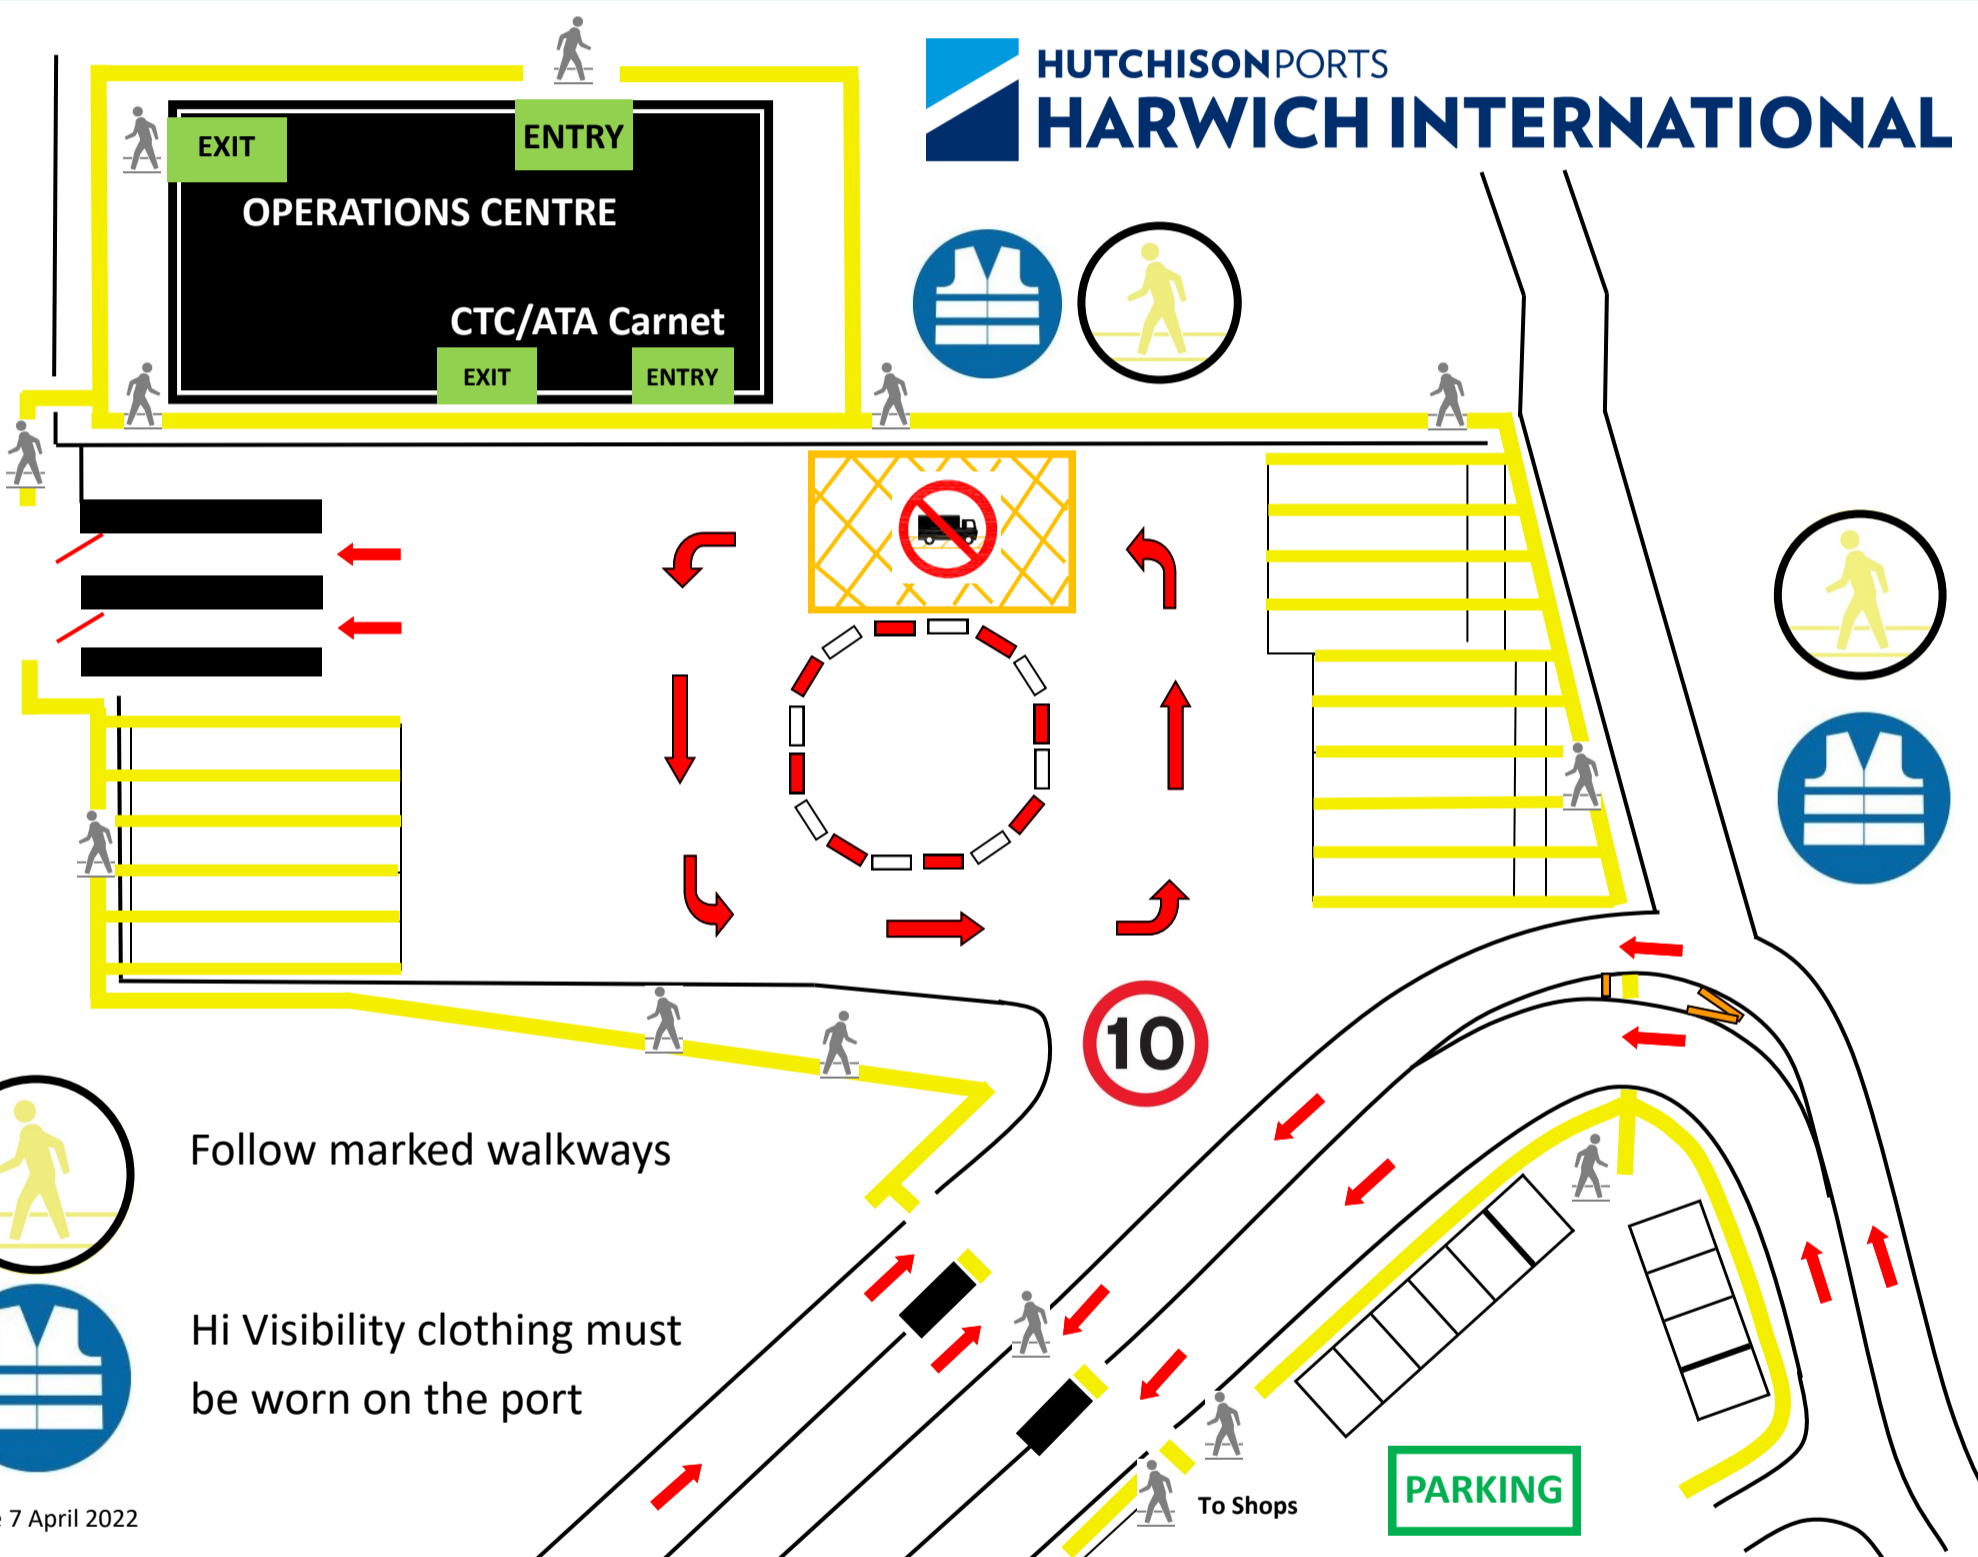 HUTCHISONPORTS
HARWICH INTERNATIONAL
EXIT
ENTRY
OPERATIONS CENTRE
CTC/ATA Carnet
EXIT
ENTRY
10
Follow marked walkways
Hi Visibility clothing must
be worn on the port
7 April 2022
To Shops
PARKING